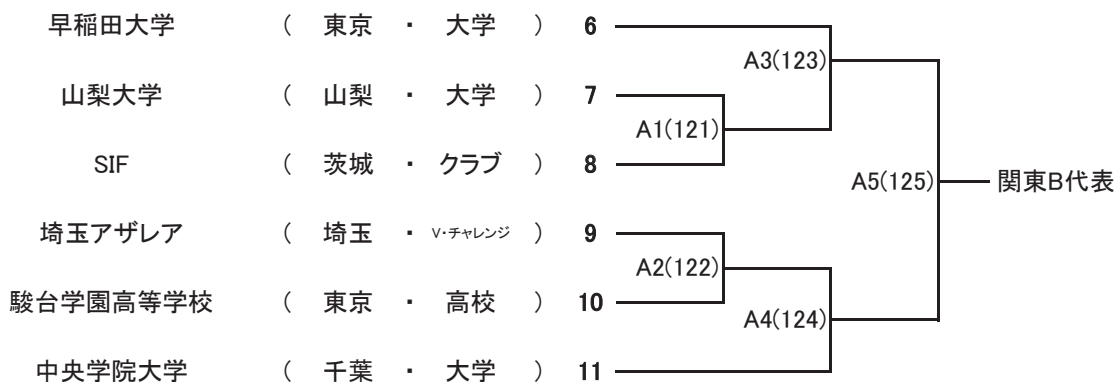 早稲田大学 ( 東京 ・ 大学 ) 6
A3(123)
山梨大学 ( 山梨 ・ 大学 ) 7
A1(121)
SIF ( 茨城 ・ クラブ ) 8
A5(125) 関東B代表
埼玉アザレア ( 埼玉 ・ V・チャレンジ ) 9
A2(122)
駿台学園高等学校 ( 東京 ・ 高校 ) 10
A4(124)
中央学院大学 ( 千葉 ・ 大学 ) 11